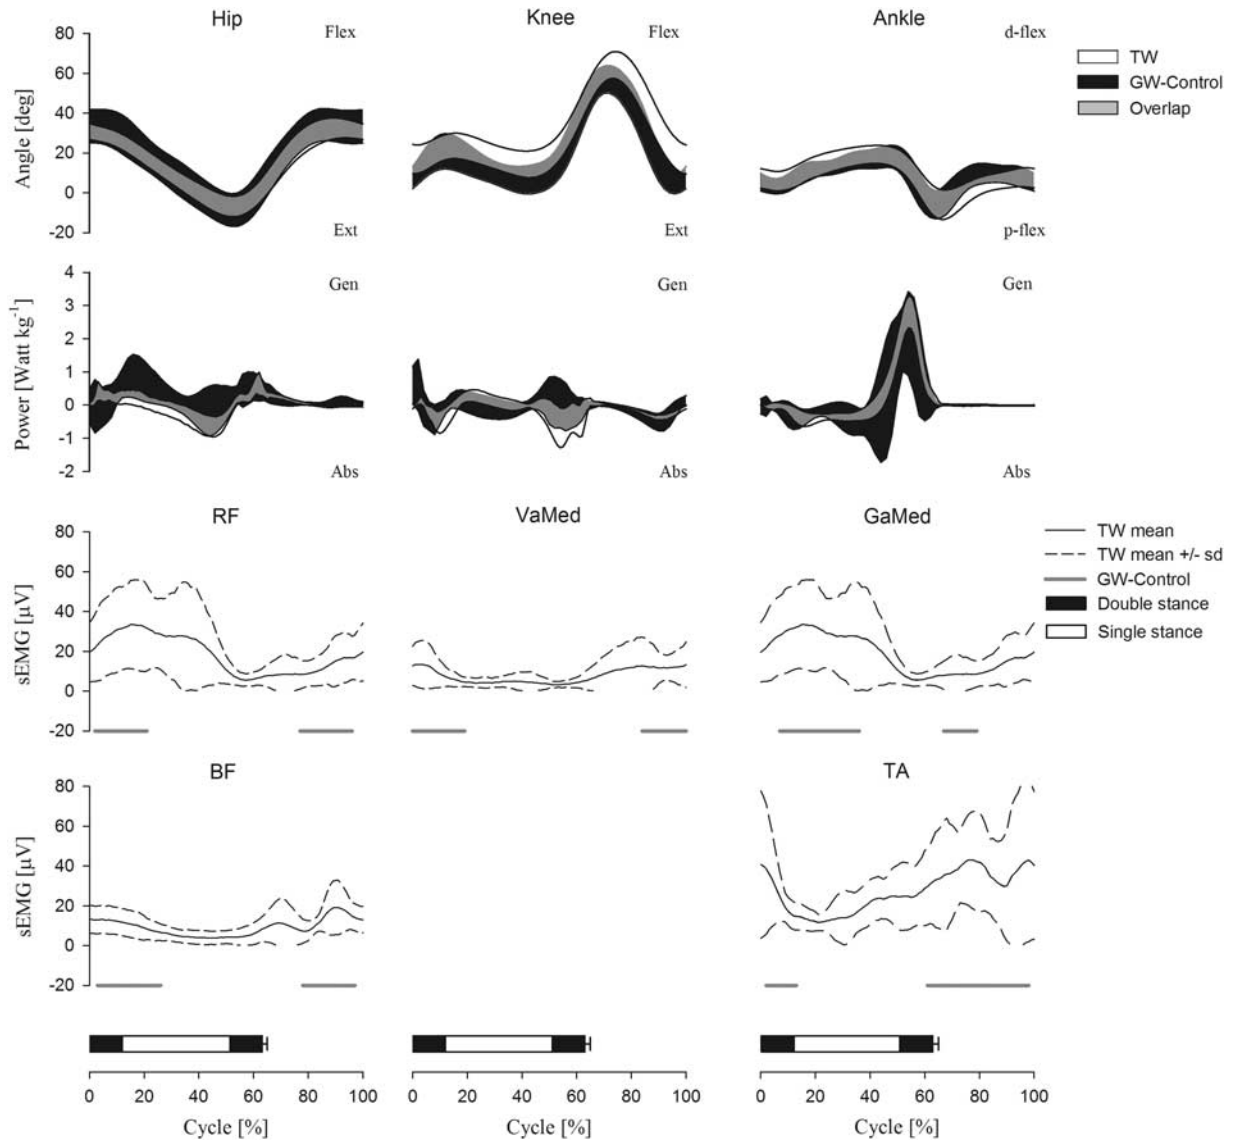 Hip Knee Ankle
Flex Flex d-flex
80
60
40
20
0
-20
Angle [deg]
Ext Ext p-flex
TW
GW-Control
Overlap
Gen Gen Gen
4
3
2
1
0
-1
-2
Power [Watt kg-1]
Abs Abs Abs
RF VaMed GaMed
80
60
40
20
0
-20
sEMG [µV]
TW mean
TW mean +/- sd
GW-Control
Double stance
Single stance
BF TA
80
60
40
20
0
-20
sEMG [µV]
0 20 40 60 80 100 0 20 40 60 80 100 0 20 40 60 80 100
Cycle [%] Cycle [%] Cycle [%]